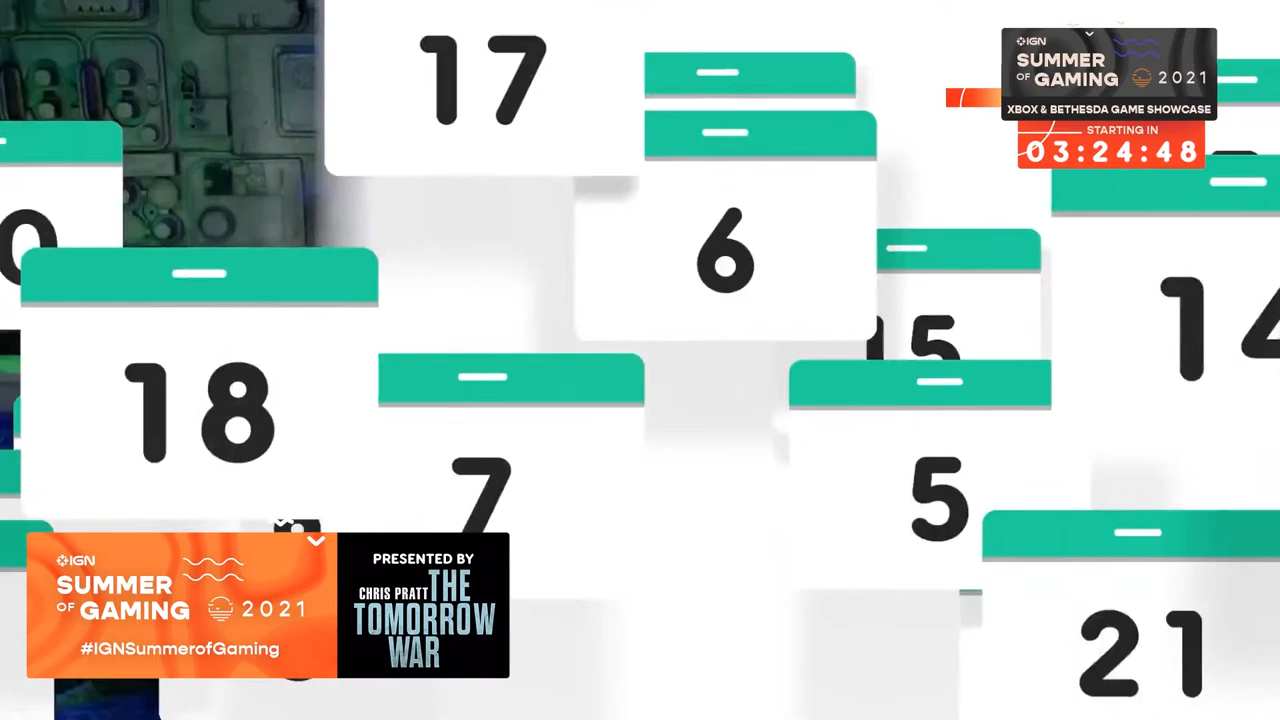 17
6
15
14
18
7
5
21
IGN
SUMMER
OF GAMING 2021
XBOX & BETHESDA GAME SHOWCASE
STARTING IN
03:24:48
IGN
SUMMER
OF GAMING 2021
#IGNSummerofGaming
PRESENTED BY
CHRIS PRATT THE
TOMORROW
WAR